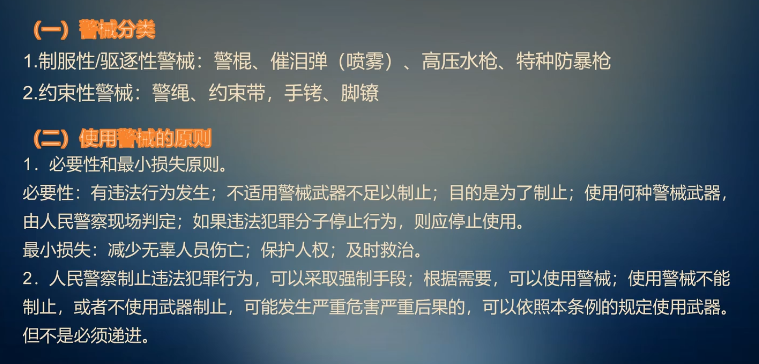 （一）警械分类
1.制服性/驱逐性警械：警棍、催泪弹（喷雾）、高压水枪、特种防暴枪
2.约束性警械：警绳、约束带，手铐、脚镣
（二）使用警械的原则
1．必要性和最小损失原则。
必要性：有违法行为发生；不适用警械武器不足以制止；目的是为了制止；使用何种警械武器，
由人民警察现场判定；如果违法犯罪分子停止行为，则应停止使用。
最小损失：减少无辜人员伤亡；保护人权；及时救治。
2．人民警察制止违法犯罪行为，可以采取强制手段；根据需要，可以使用警械；使用警械不能
制止，或者不使用武器制止，可能发生严重危害严重后果的，可以依照本条例的规定使用武器。
但不是必须递进。